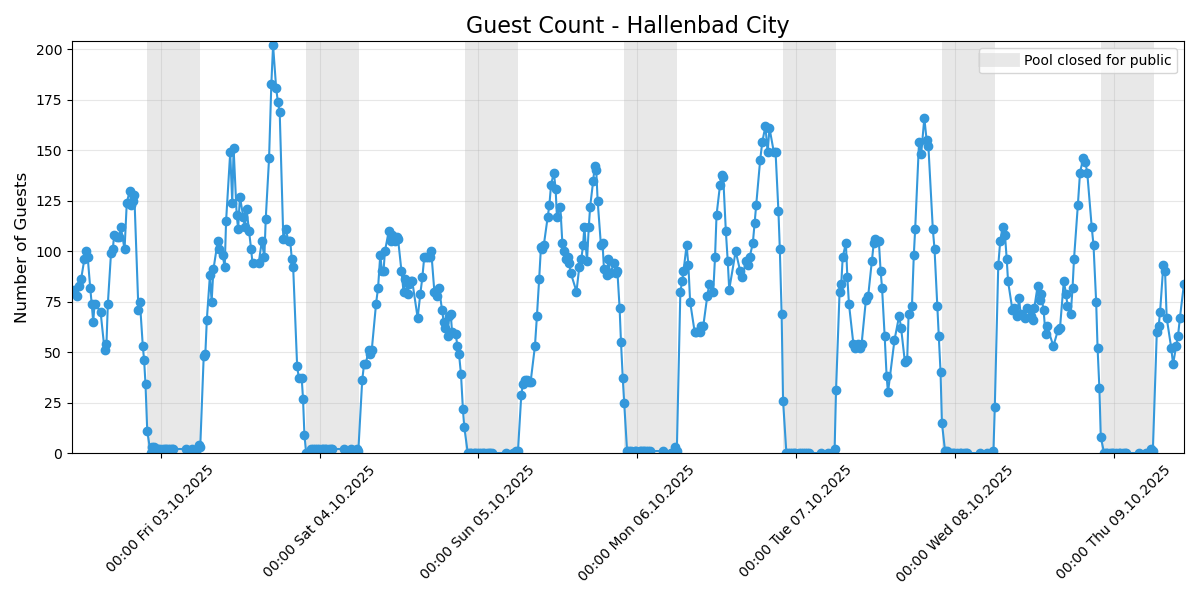 Guest Count - Hallenbad City
Number of Guests
200
175
150
125
100
75
50
25
0
Pool closed for public
00:00 Fri 03.10.2025
00:00 Sat 04.10.2025
00:00 Sun 05.10.2025
00:00 Mon 06.10.2025
00:00 Tue 07.10.2025
00:00 Wed 08.10.2025
00:00 Thu 09.10.2025